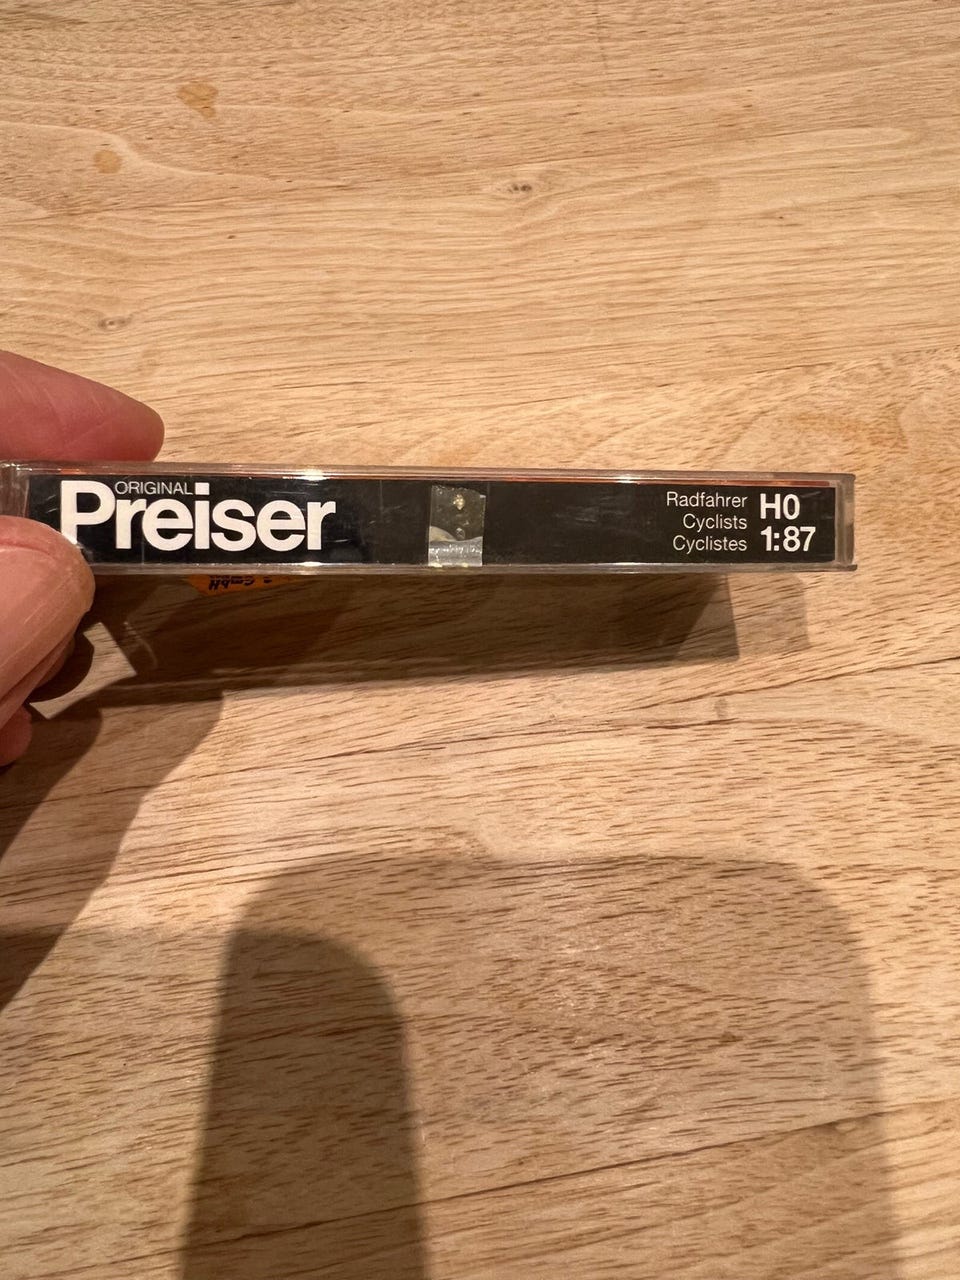 ORIGINAL
Preiser
Radfahrer
Cyclists
Cyclistes
H0
1:87